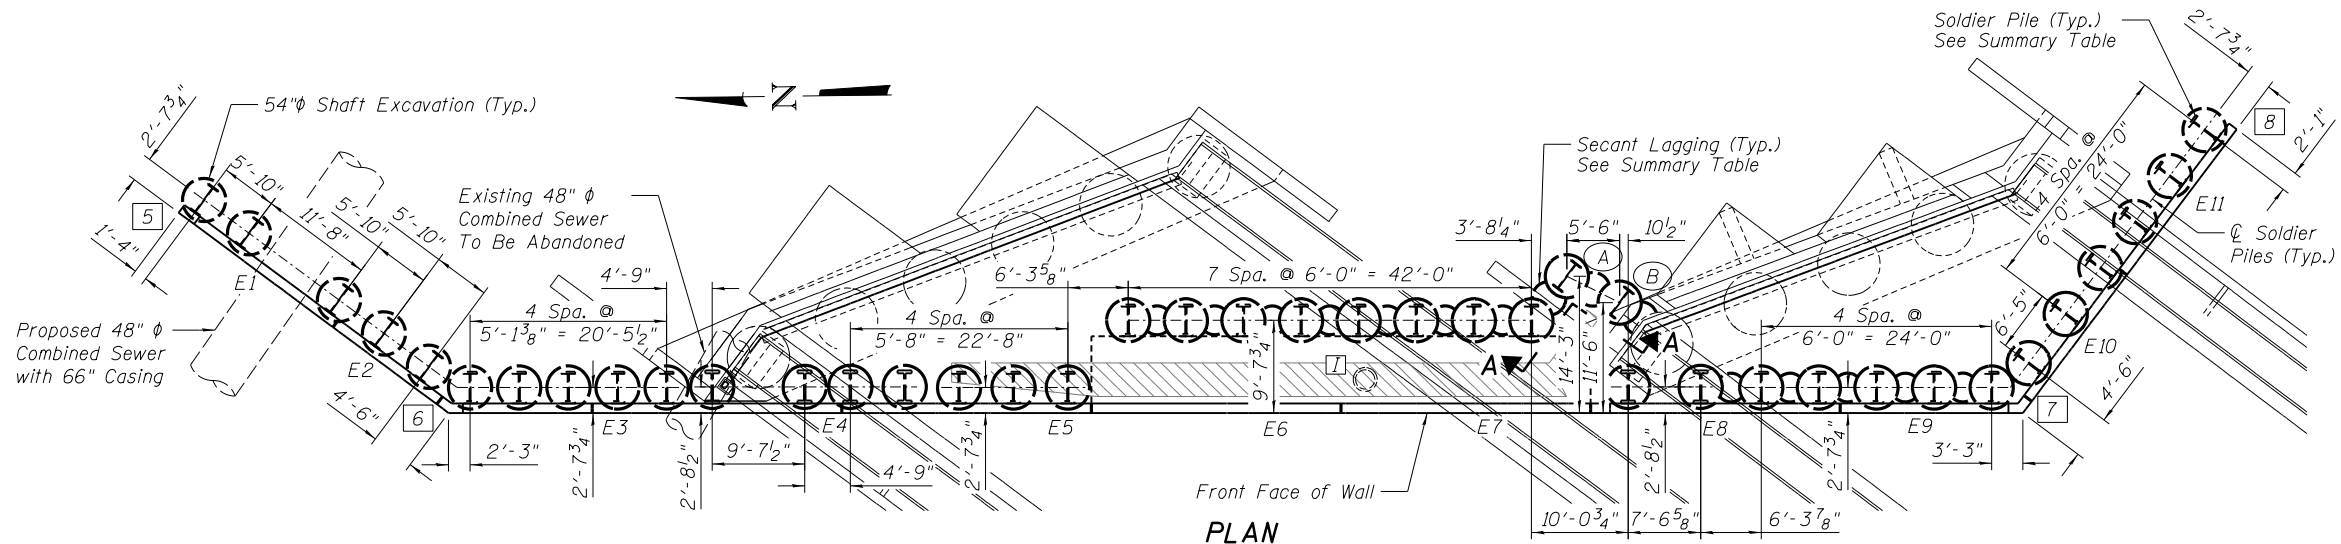 Soldier Pile (Typ.)
See Summary Table
2'-7¾"
54"ϕ Shaft Excavation (Typ.)
N
2'-7¾"
8
2'-1"
Secant Lagging (Typ.)
See Summary Table
4 Spa. @
6'-0" = 24'-0"
5'-10"
11'-8"
5'-10"
5'-10"
Existing 48" ϕ
Combined Sewer
To Be Abandoned
5
1'-4"
E1
E11
℄ Soldier
Piles (Typ.)
3'-8¼"
5'-6"
10½"
A
B
4'-9"
6'-3⅝"
7 Spa. @ 6'-0" = 42'-0"
4 Spa. @
5'-1⅜" = 20'-5½"
4 Spa. @
5'-8" = 22'-8"
4 Spa. @
6'-0" = 24'-0"
6'-5"
Proposed 48" ϕ
Combined Sewer
with 66" Casing
E2
9'-7¾"
1
A
14'-3"
11'-6"
A
E10
4'-6"
4'-6"
6
7
E3
E4
E5
E6
E7
E8
E9
2'-3"
2'-7¾"
2'-8½"
9'-7½"
4'-9"
2'-7¾"
2'-8½"
2'-7¾"
3'-3"
Front Face of Wall
10'-0¾"
7'-6⅝"
6'-3⅞"
PLAN